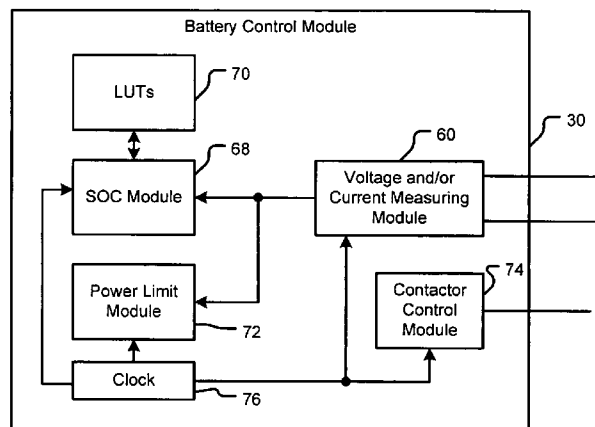 Battery Control Module
70
LUTs
68
60
30
SOC Module
Voltage and/or
Current Measuring
Module
74
Power Limit
Module
72
Contactor
Control
Module
Clock
76